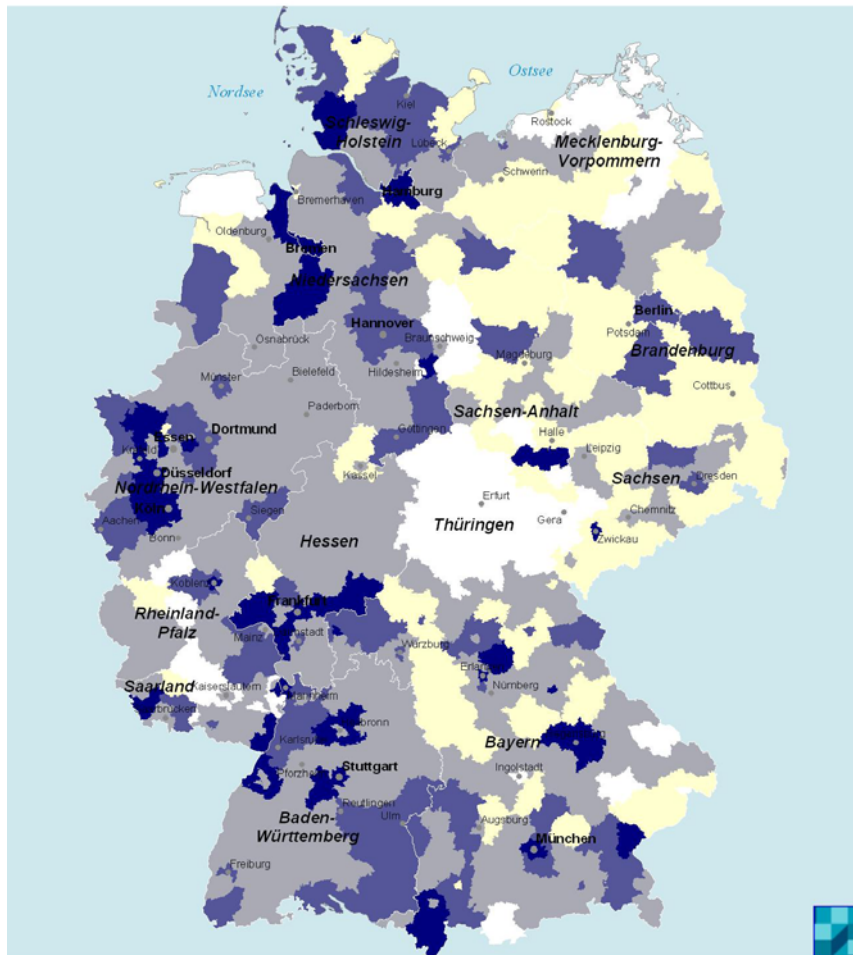 Ostsee
Nordsee
Kiel
Rostock
Schleswig-
Holstein
Mecklenburg-
Vorpommern
Lübeck
Schwerin
Hamburg
Bremerhaven
Oldenburg
Bremen
Niedersachsen
Berlin
Hannover
Potsdam
Osnabrück
Braunschweig
Brandenburg
Magdeburg
Hildesheim
Bielefeld
Münster
Cottbus
Paderborn
Sachsen-Anhalt
Dortmund
Göttingen
Halle
Essen
Krefeld
Leipzig
Düsseldorf
Kassel
Sachsen
Dresden
Nordrhein-Westfalen
Erfurt
Köln
Siegen
Thüringen
Gera
Chemnitz
Aachen
Bonn
Hessen
Zwickau
Koblenz
Frankfurt
Rheinland-
Pfalz
Mainz
Darmstadt
Würzburg
Erlangen
Saarland
Kaiserslautern
Nürnberg
Mannheim
Saarbrücken
Heilbronn
Karlsruhe
Bayern
Regensburg
Pforzheim
Stuttgart
Ingolstadt
Reutlingen
Baden-
Württemberg
Ulm
Augsburg
München
Freiburg